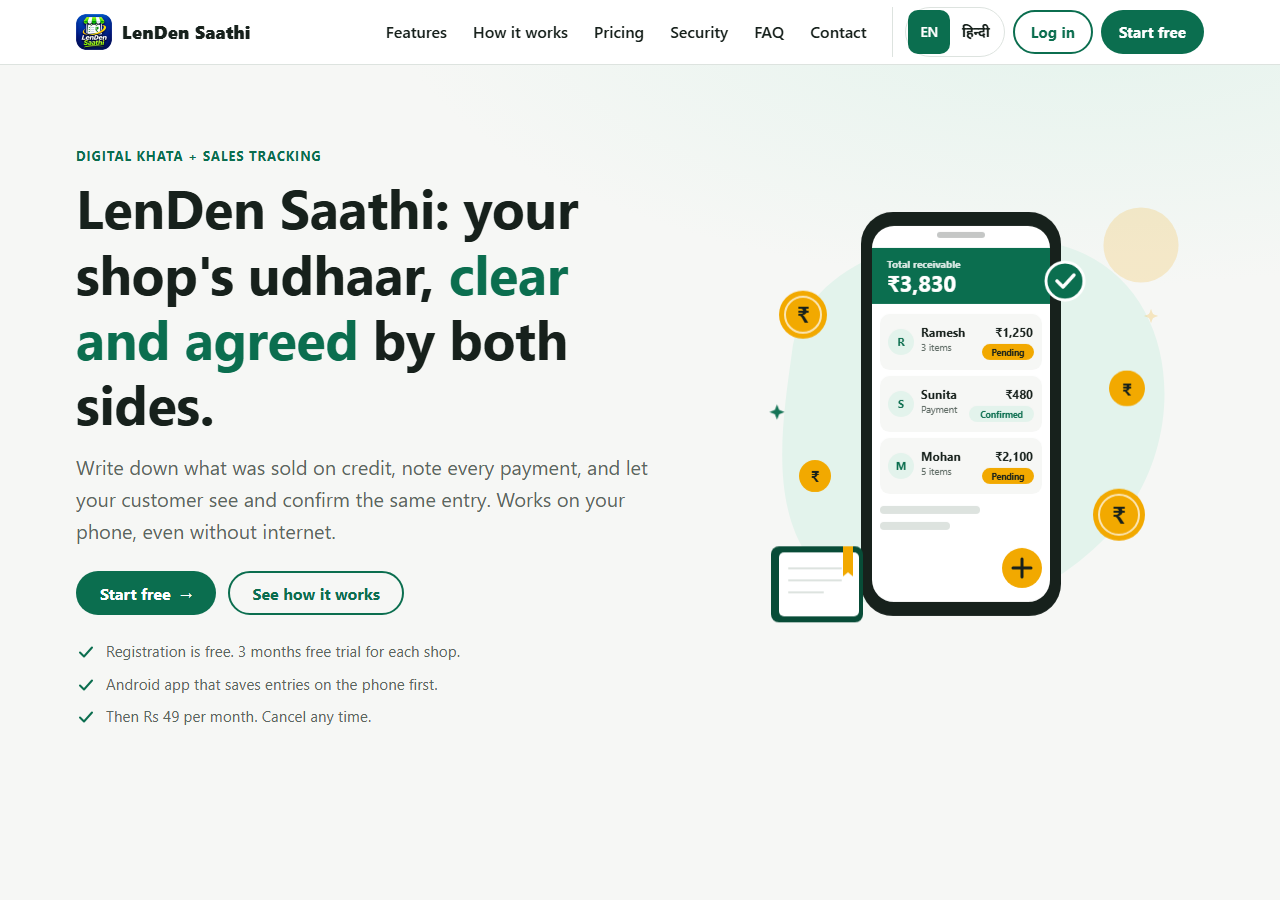 LenDen Saathi
LenDen Saathi
Features
How it works
Pricing
Security
FAQ
Contact
EN
हिन्दी
Log in
Start free
DIGITAL KHATA + SALES TRACKING
LenDen Saathi: your
shop's udhaar, clear
and agreed by both
sides.
Write down what was sold on credit, note every payment, and let
your customer see and confirm the same entry. Works on your
phone, even without internet.
Start free →
See how it works
Registration is free. 3 months free trial for each shop.
Android app that saves entries on the phone first.
Then Rs 49 per month. Cancel any time.
Total receivable
₹3,830
R
Ramesh
₹1,250
3 items
Pending
S
Sunita
₹480
Payment
Confirmed
M
Mohan
₹2,100
5 items
Pending
₹
₹
₹
₹